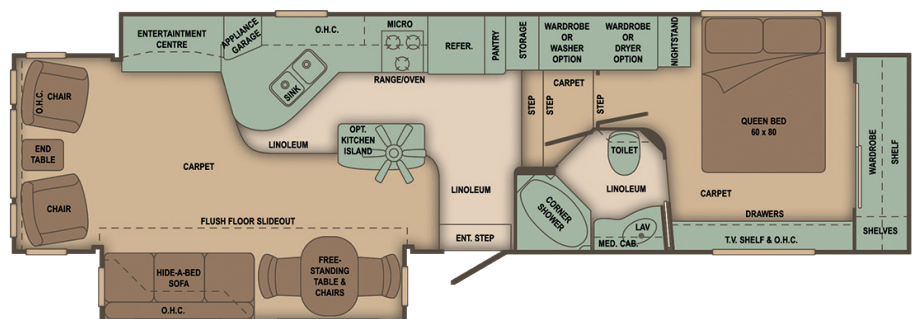 ENTERTAINTMENT
CENTRE
APPLIANCE
GARAGE
O.H.C.
MICRO
REFER.
PANTRY
STORAGE
WARDROBE
OR
WASHER
OPTION
WARDROBE
OR
DRYER
OPTION
NIGHTSTAND
RANGE/OVEN
SINK
O.H.C.
CHAIR
END
TABLE
CHAIR
CARPET
LINOLEUM
OPT.
KITCHEN
ISLAND
LINOLEUM
STEP
STEP
CARPET
STEP
TOILET
LINOLEUM
CORNER
SHOWER
LAV
MED. CAB.
QUEEN BED
60 x 80
CARPET
DRAWERS
T.V. SHELF & O.H.C.
WARDROBE
SHELF
SHELVES
FLUSH FLOOR SLIDEOUT
ENT. STEP
HIDE-A-BED
SOFA
O.H.C.
FREE-
STANDING
TABLE &
CHAIRS